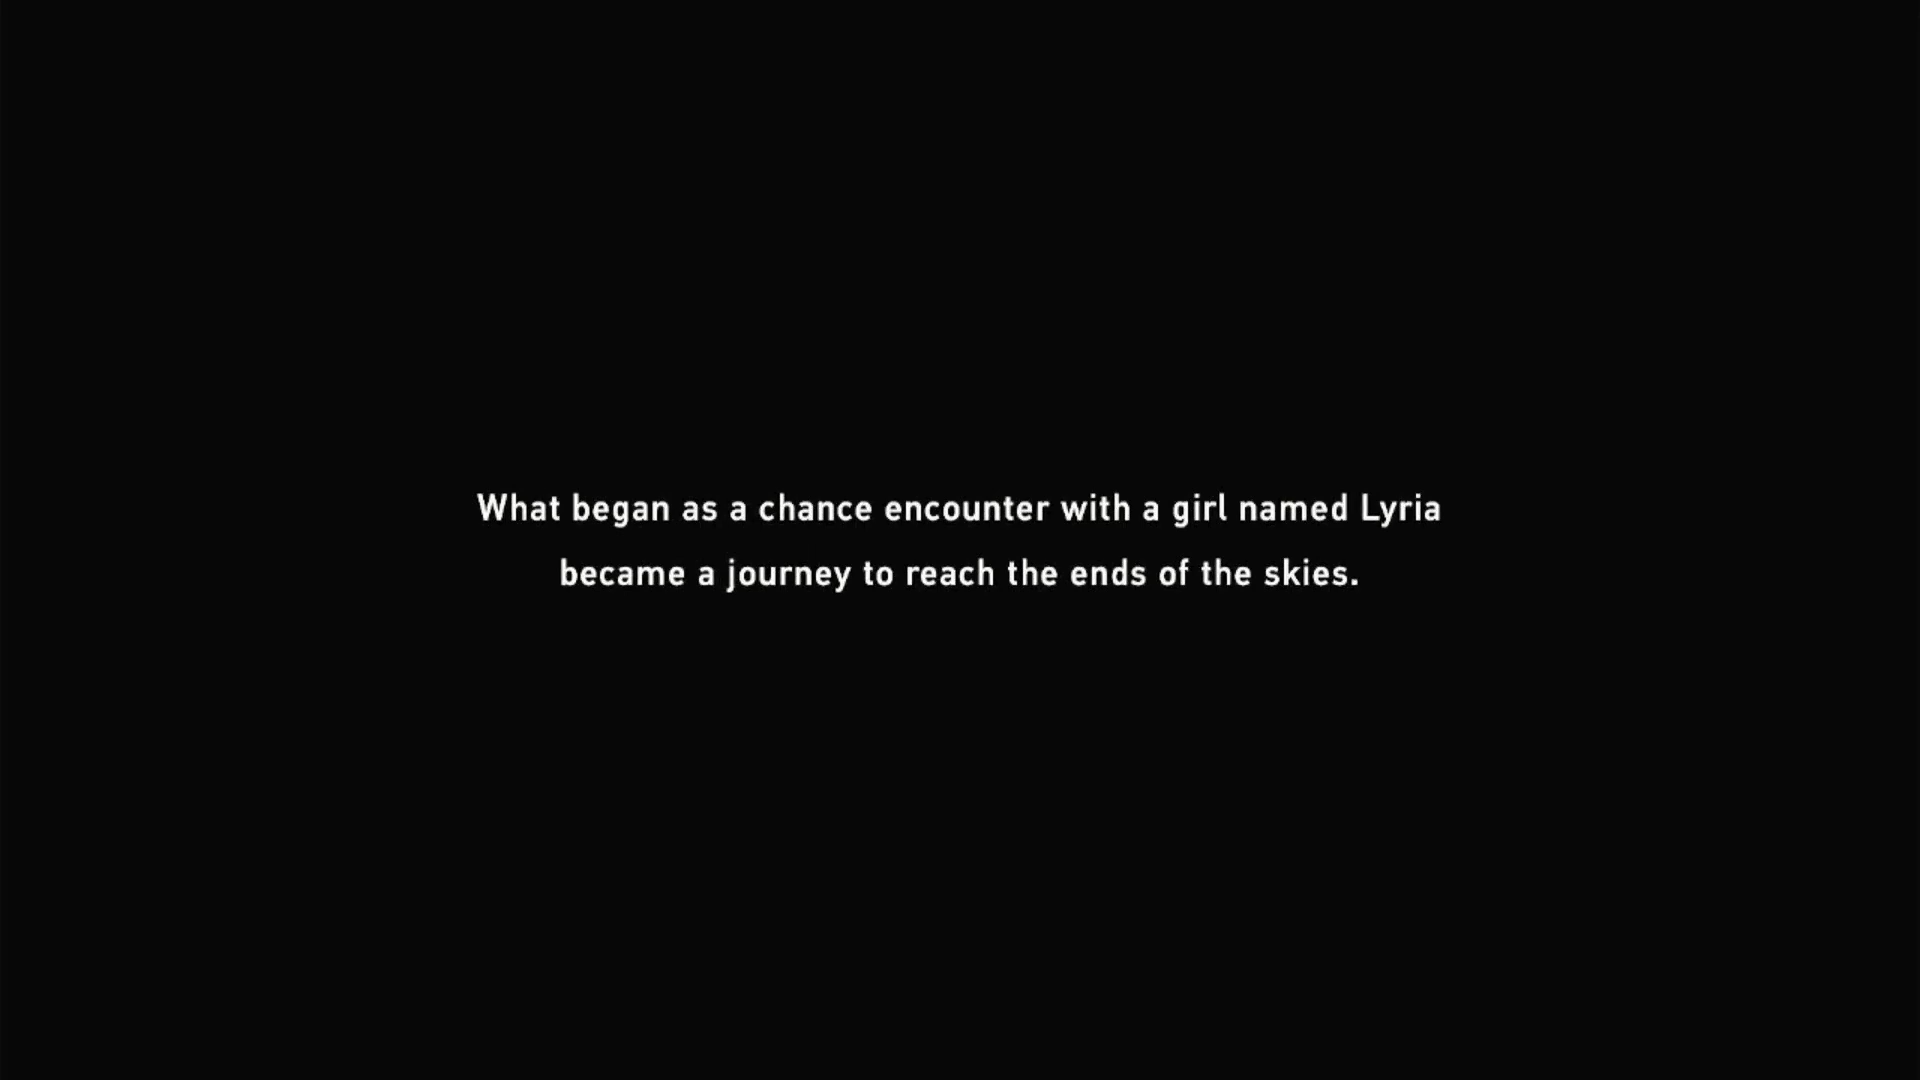 What began as a chance encounter with a girl named Lyria
became a journey to reach the ends of the skies.